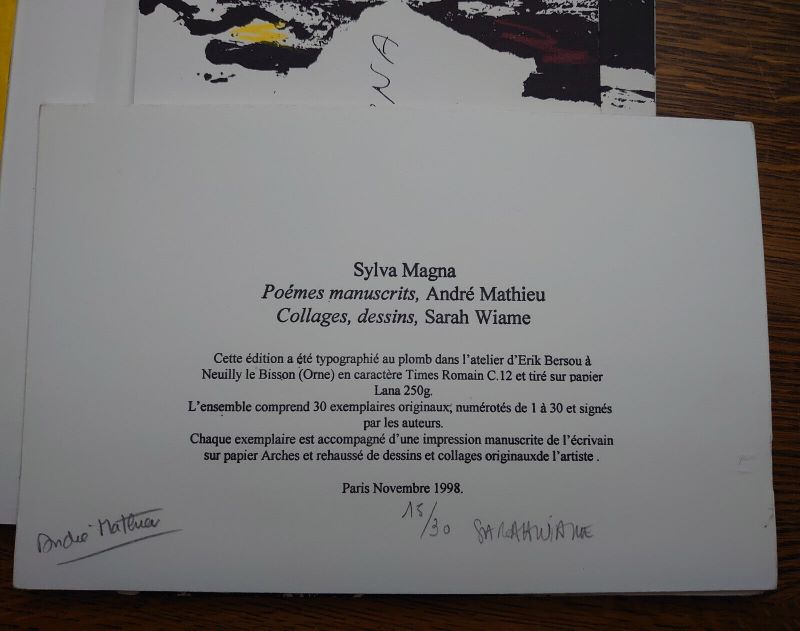 NA
Sylva Magna
Poémes manuscrits, André Mathieu
Collages, dessins, Sarah Wiame
Cette édition a été typographié au plomb dans l'atelier d'Erik Bersou à
Neuilly le Bisson (Orne) en caractère Times Romain C.12 et tiré sur papier
Lana 250g.
L'ensemble comprend 30 exemplaires originaux, numérotés de 1 à 30 et signés
par les auteurs.
Chaque exemplaire est accompagné d'une impression manuscrite de l'écrivain
sur papier Arches et rehaussé de dessins et collages originauxde l'artiste .
Paris Novembre 1998.
15/30 SARAHWIAME
André Mathieu